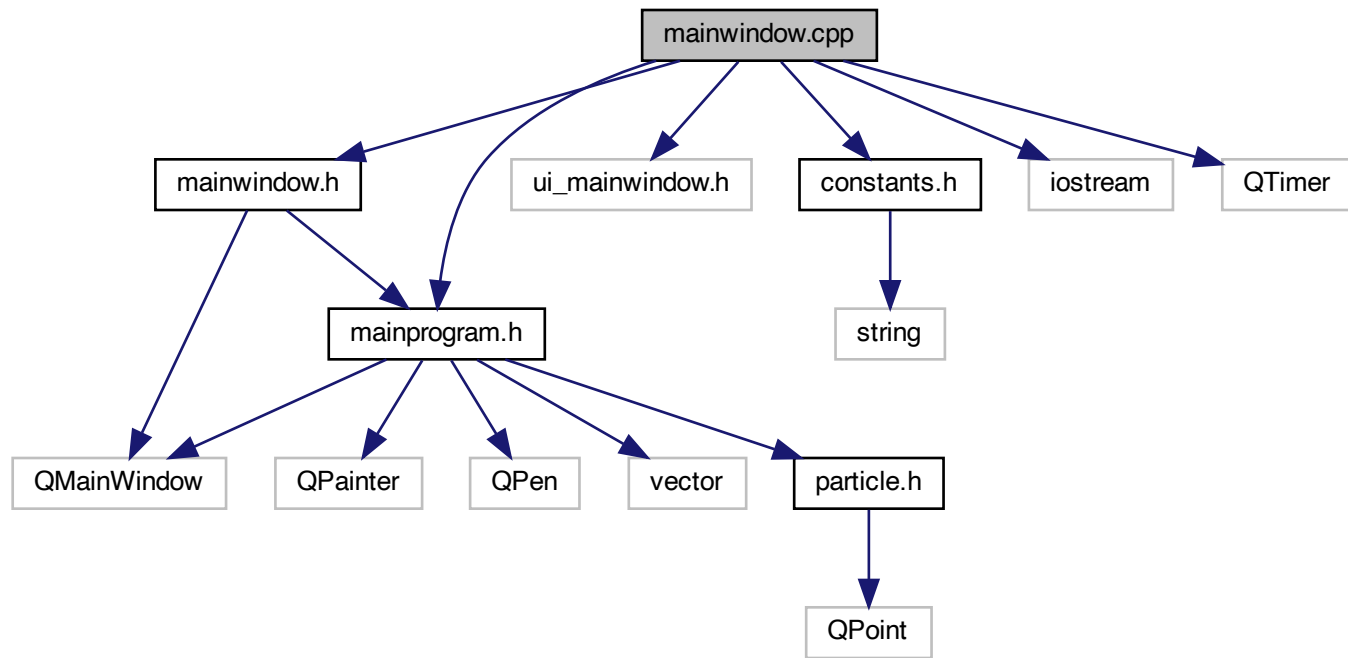 mainwindow.cpp
mainwindow.h
ui_mainwindow.h
constants.h
iostream
QTimer
mainprogram.h
string
QMainWindow
QPainter
QPen
vector
particle.h
QPoint